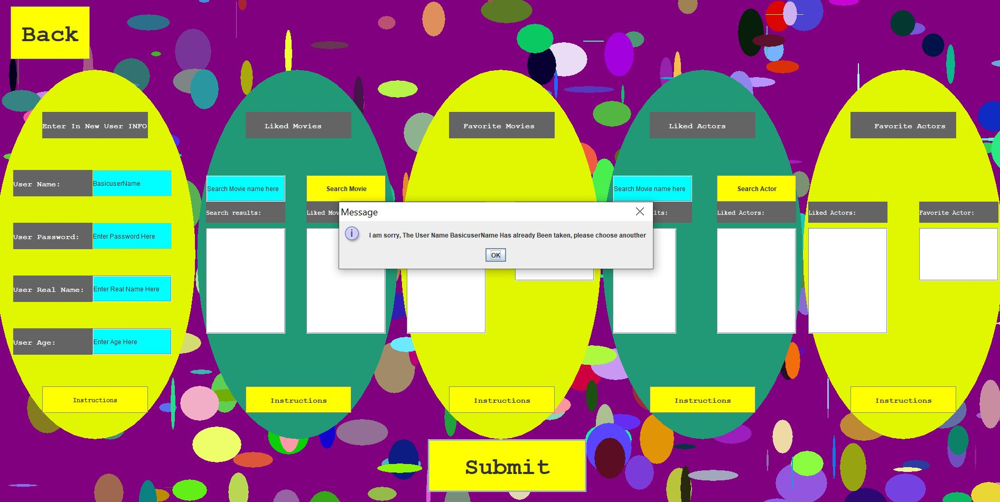 Back
Enter In New User INFO
Liked Movies
Favorite Movies
Liked Actors
Favorite Actors
User Name:
BasicuserName
Search Movie name here
Search Movie
Search Movie name here
Search Actor
Search results:
Liked Mov
lts:
Liked Actors:
Liked Actors:
Favorite Actor:
Message
I am sorry, The User Name BasicuserName Has already Been taken, please choose anouther
OK
User Password:
Enter Password Here
User Real Name:
Enter Real Name Here
User Age:
Enter Age Here
Instructions
Instructions
Instructions
Instructions
Instructions
Submit